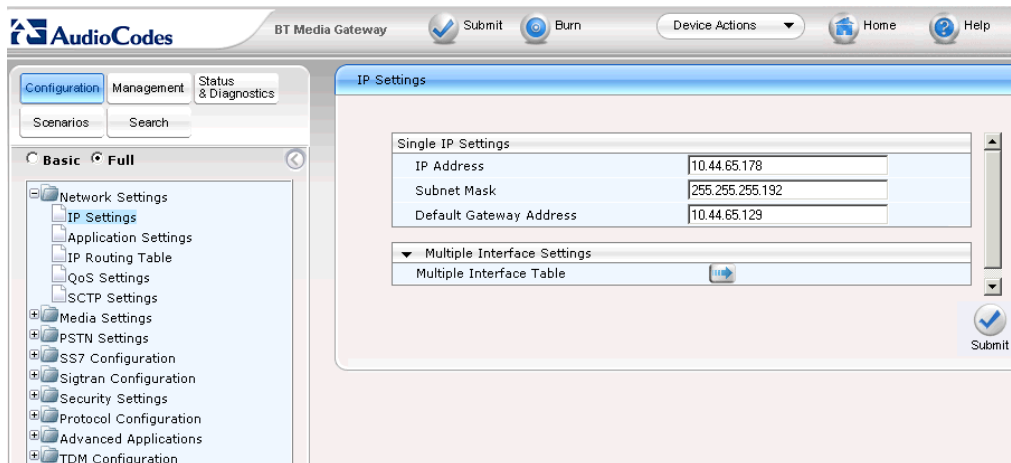 AudioCodes
BT Media Gateway
Submit
Burn
Device Actions
Home
Help
Configuration
Management
Status
& Diagnostics
Scenarios
Search
Basic
Full
Network Settings
IP Settings
Application Settings
IP Routing Table
QoS Settings
SCTP Settings
Media Settings
PSTN Settings
SS7 Configuration
Sigtran Configuration
Security Settings
Protocol Configuration
Advanced Applications
TDM Configuration
IP Settings
Single IP Settings
IP Address 10.44.65.178
Subnet Mask 255.255.255.192
Default Gateway Address 10.44.65.129
Multiple Interface Settings
Multiple Interface Table
Submit